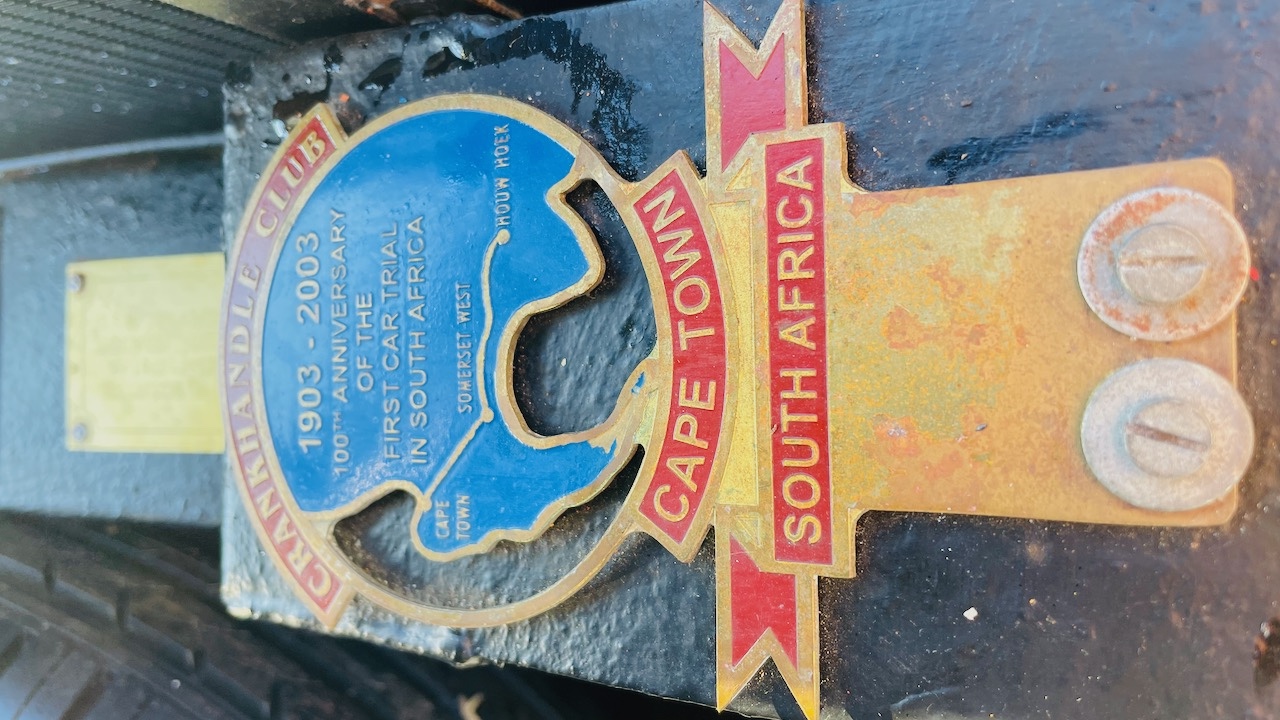 CRANKHANDLE CLUB
1903 - 2003
100TH ANNIVERSARY
OF THE
FIRST CAR TRIAL
IN SOUTH AFRICA
HOUW HOEK
SOMERSET WEST
CAPE
TOWN
CAPE TOWN
SOUTH AFRICA